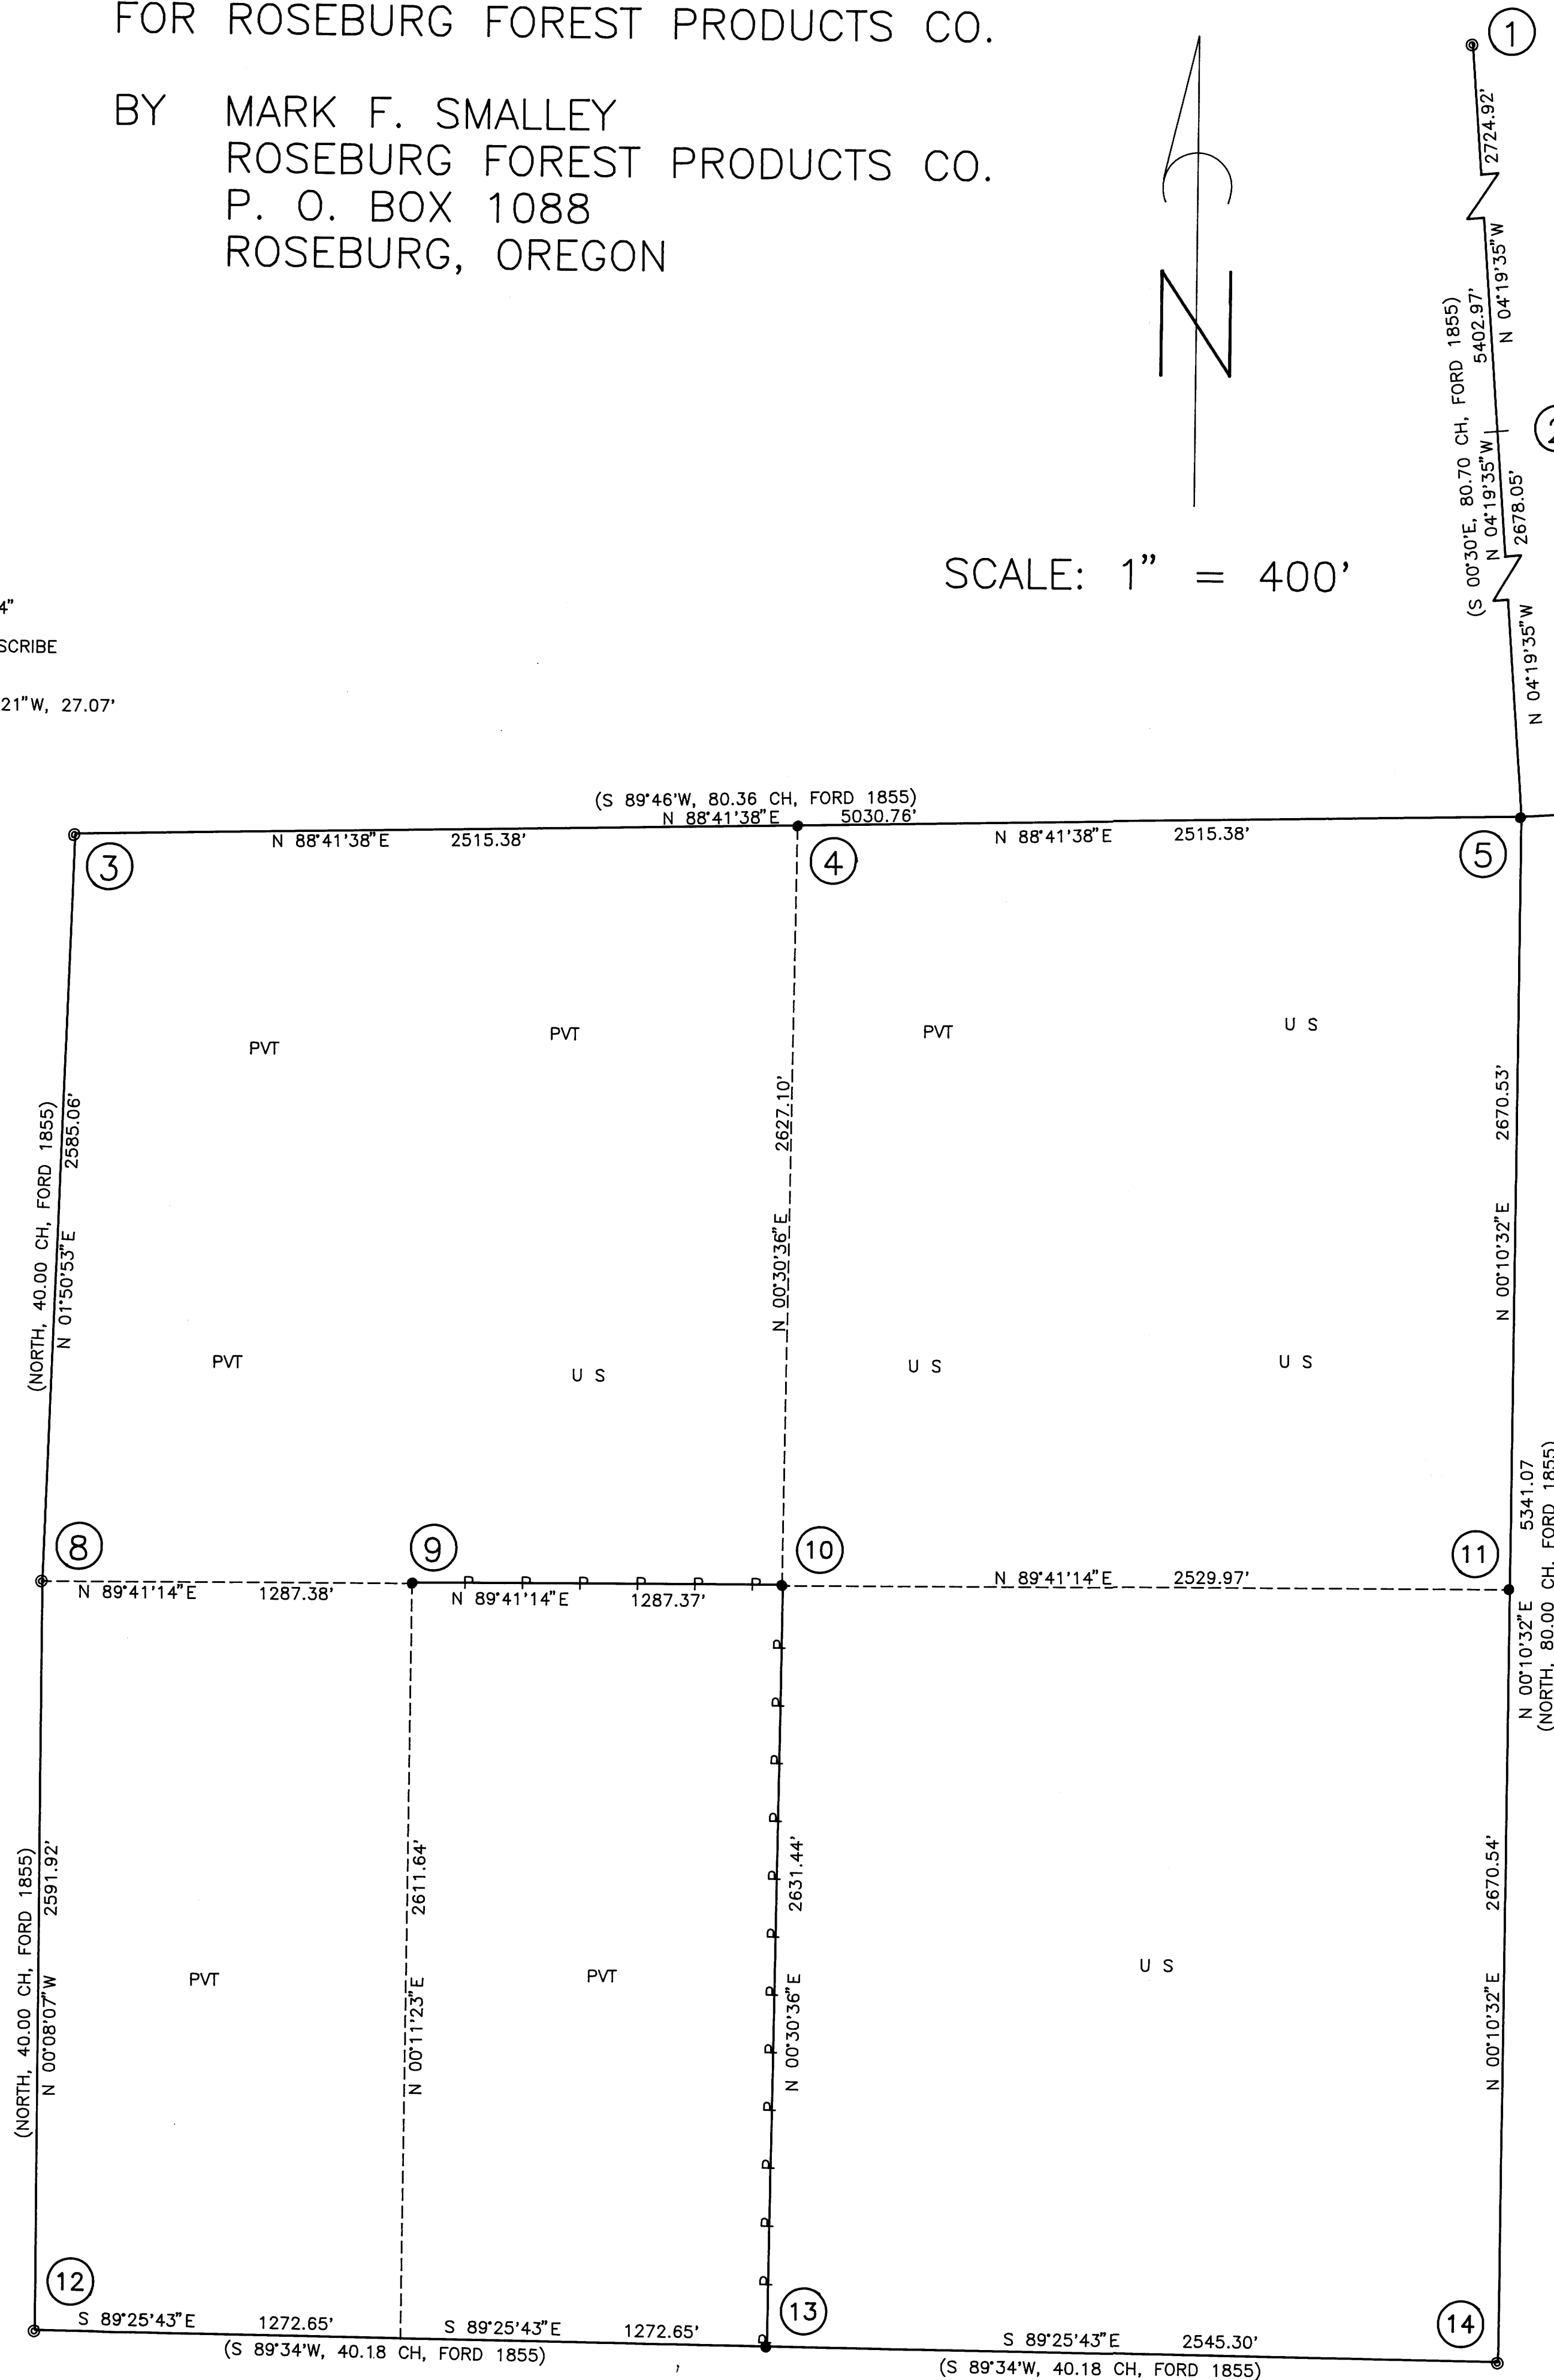 FOR ROSEBURG FOREST PRODUCTS CO.
BY MARK F. SMALLEY
ROSEBURG FOREST PRODUCTS CO.
P. O. BOX 1088
ROSEBURG, OREGON
N
SCALE: 1" = 400'
1
2724.92'
N 04°19'35"W
5402.97'
(S 00°30'E, 80.70 CH, FORD 1855)
N 04°19'35"W
2
2678.05'
N 04°19'35"W
4"
SCRIBE
21"W, 27.07'
(S 89°46'W, 80.36 CH, FORD 1855)
N 88°41'38"E 5030.76'
N 88°41'38"E 2515.38'
N 88°41'38"E 2515.38'
3
4
5
PVT
PVT
PVT
U S
(NORTH, 40.00 CH, FORD 1855)
N 01°50'53"E 2585.06'
N 00°30'36"E 2627.10'
N 00°10'32"E 2670.53'
PVT
U S
U S
U S
8
9
10
11
N 89°41'14"E 1287.38'
N 89°41'14"E 1287.37'
N 89°41'14"E 2529.97'
P P P P P P
N 00°10'32"E 5341.07
(NORTH, 80.00 CH, FORD 1855)
P
P
P
P
P
P
P
P
P
P
P
P
P
(NORTH, 40.00 CH, FORD 1855)
N 00°08'07"W 2591.92'
N 00°11'23"E 2611.64'
N 00°30'36"E 2631.44'
N 00°10'32"E 2670.54'
PVT
PVT
U S
12
13
14
S 89°25'43"E 1272.65'
S 89°25'43"E 1272.65'
S 89°25'43"E 2545.30'
(S 89°34'W, 40.18 CH, FORD 1855)
(S 89°34'W, 40.18 CH, FORD 1855)